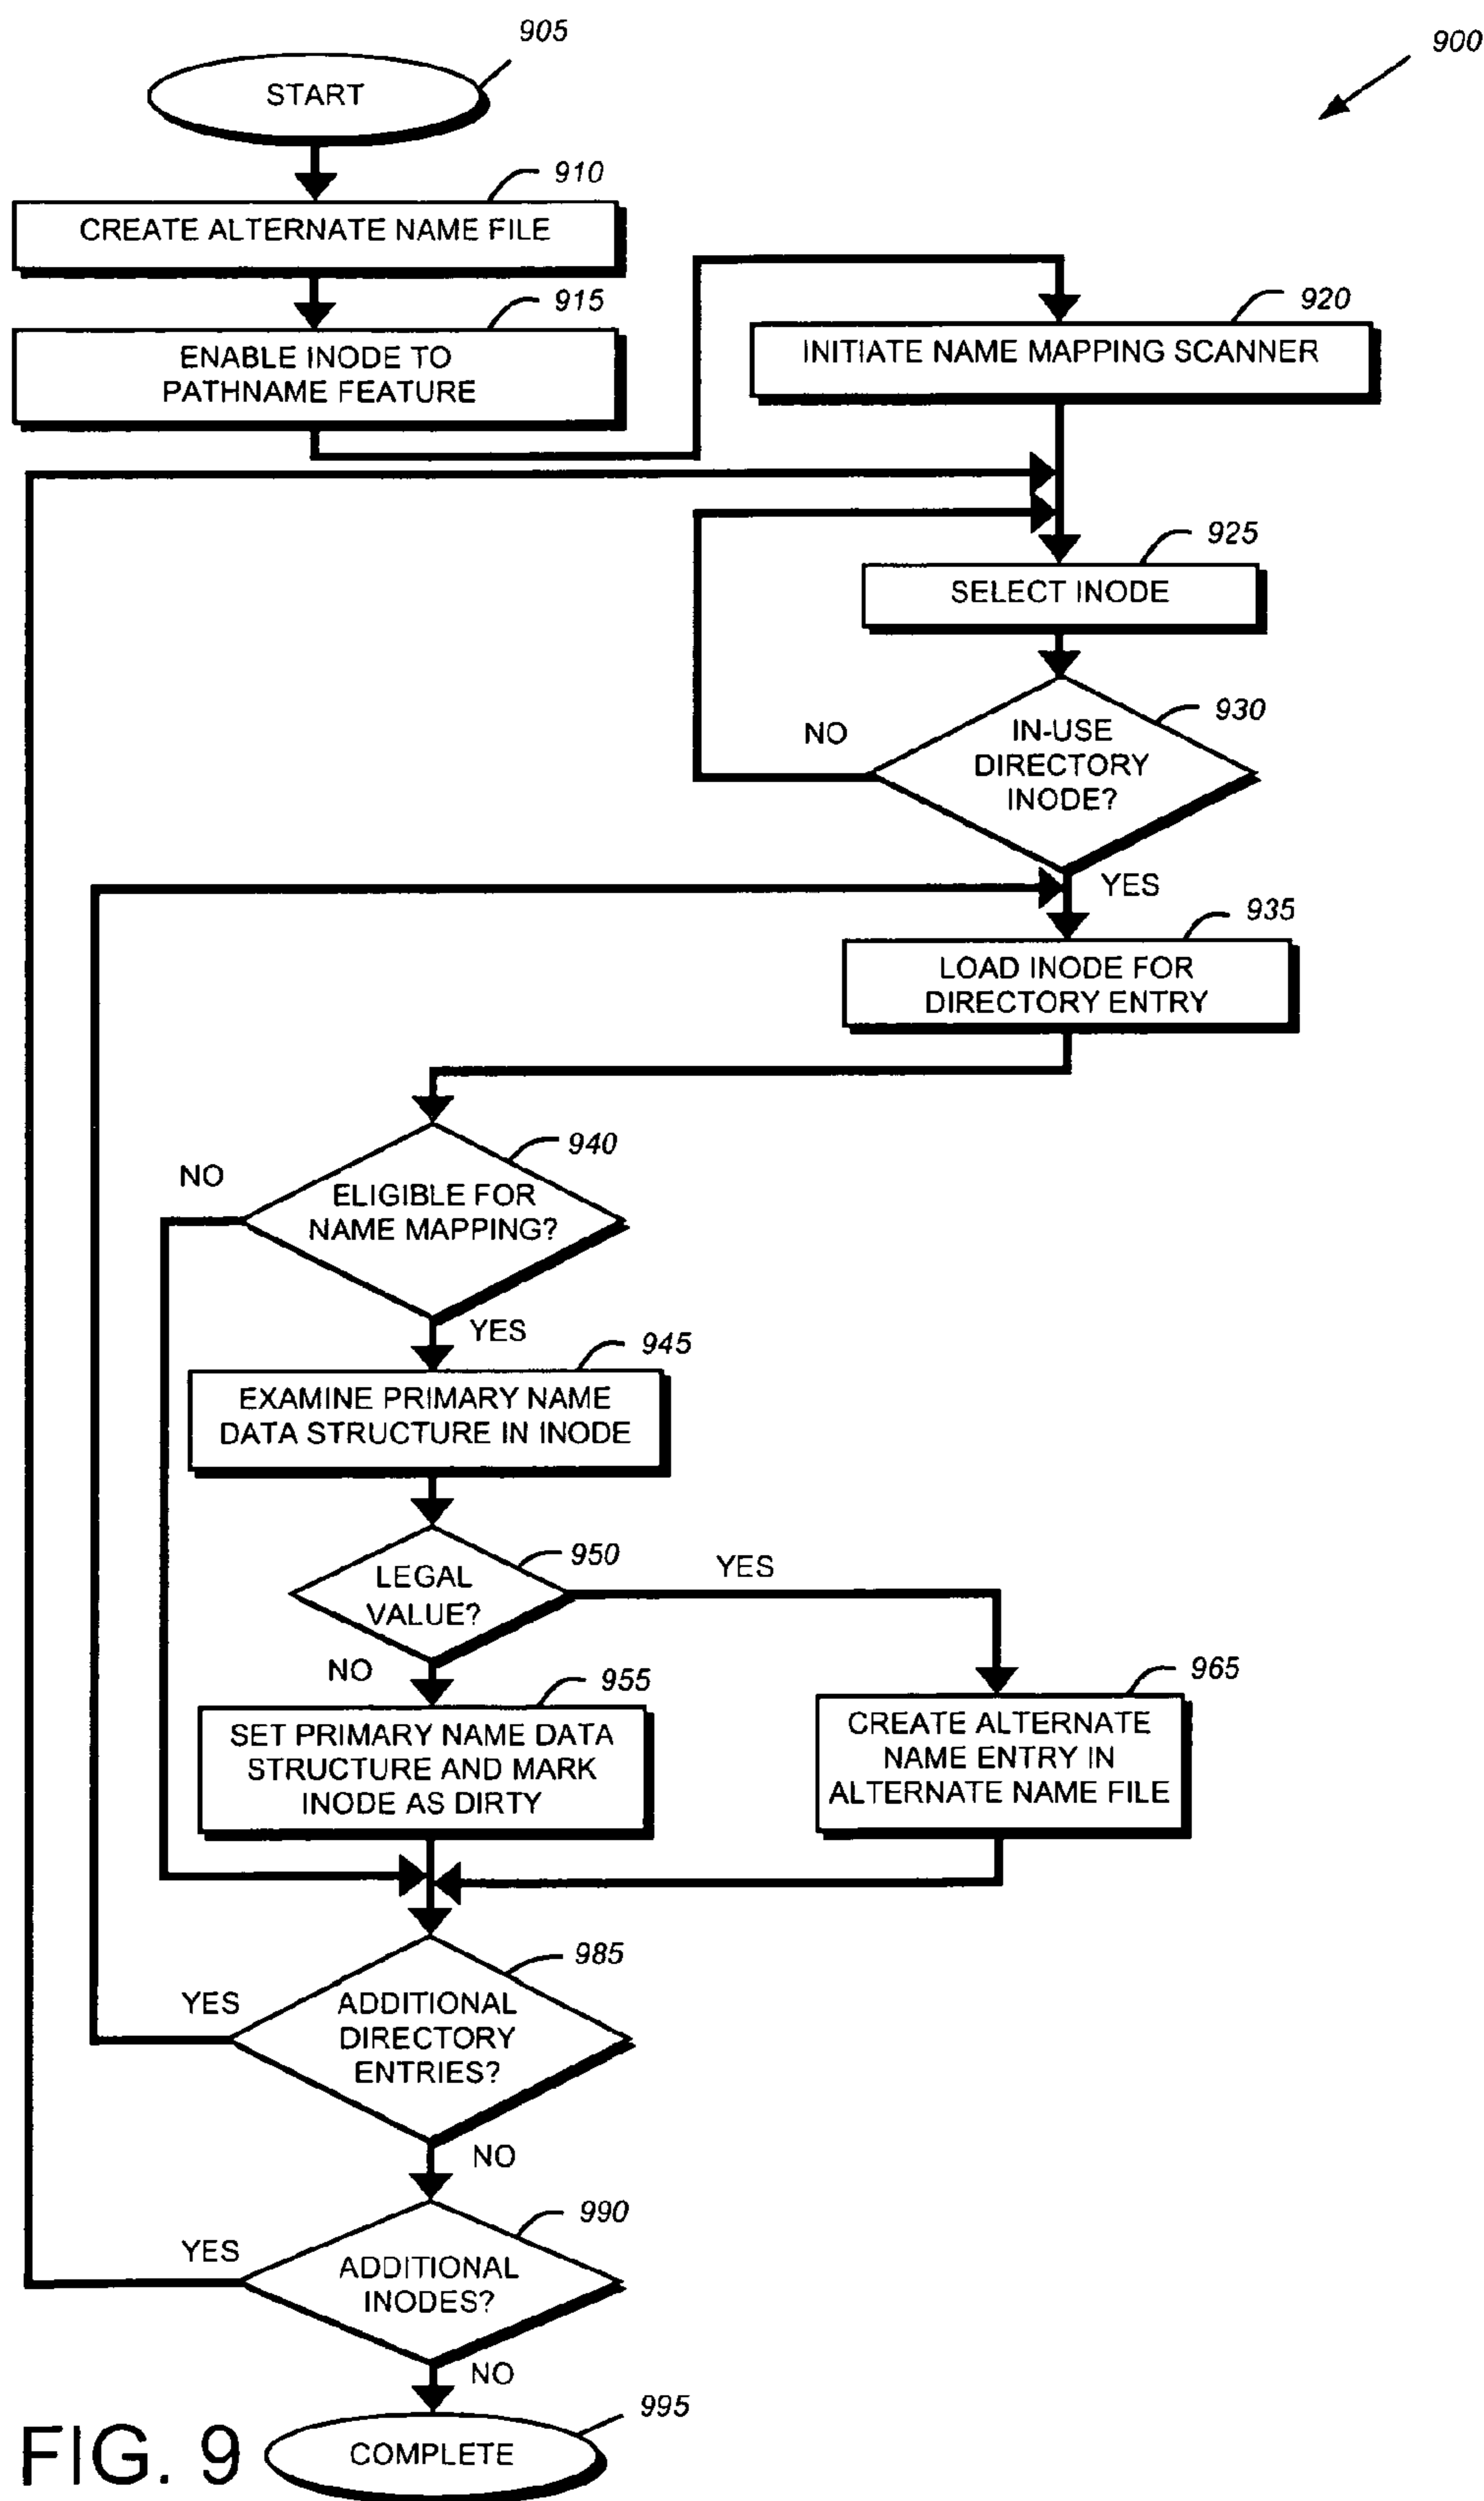 905
900
START
910
CREATE ALTERNATE NAME FILE
915
ENABLE INODE TO
PATHNAME FEATURE
920
INITIATE NAME MAPPING SCANNER
925
SELECT INODE
930
NO
IN-USE
DIRECTORY
INODE?
YES
935
LOAD INODE FOR
DIRECTORY ENTRY
940
NO
ELIGIBLE FOR
NAME MAPPING?
YES
945
EXAMINE PRIMARY NAME
DATA STRUCTURE IN INODE
950
YES
LEGAL
VALUE?
NO
955
SET PRIMARY NAME DATA
STRUCTURE AND MARK
INODE AS DIRTY
965
CREATE ALTERNATE
NAME ENTRY IN
ALTERNATE NAME FILE
985
YES
ADDITIONAL
DIRECTORY
ENTRIES?
NO
990
YES
ADDITIONAL
INODES?
NO
995
COMPLETE
FIG. 9